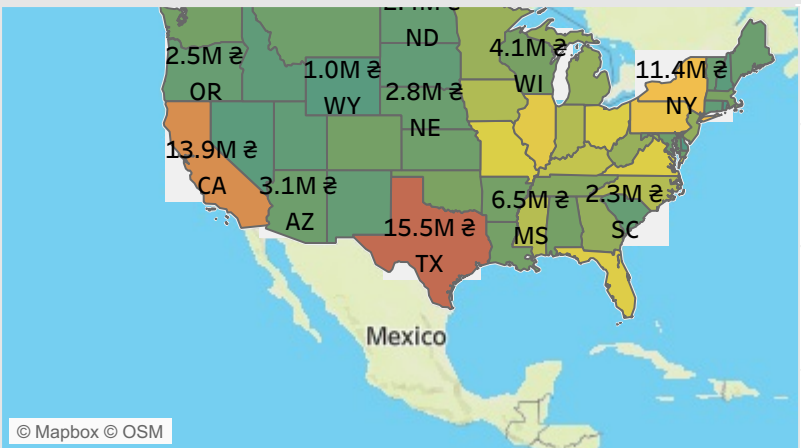 ND
2.5M ₴
OR
1.0M ₴
WY
2.8M ₴
NE
4.1M ₴
WI
11.4M ₴
NY
13.9M ₴
CA
3.1M ₴
AZ
15.5M ₴
TX
6.5M ₴
MS
2.3M ₴
SC
Mexico
© Mapbox © OSM